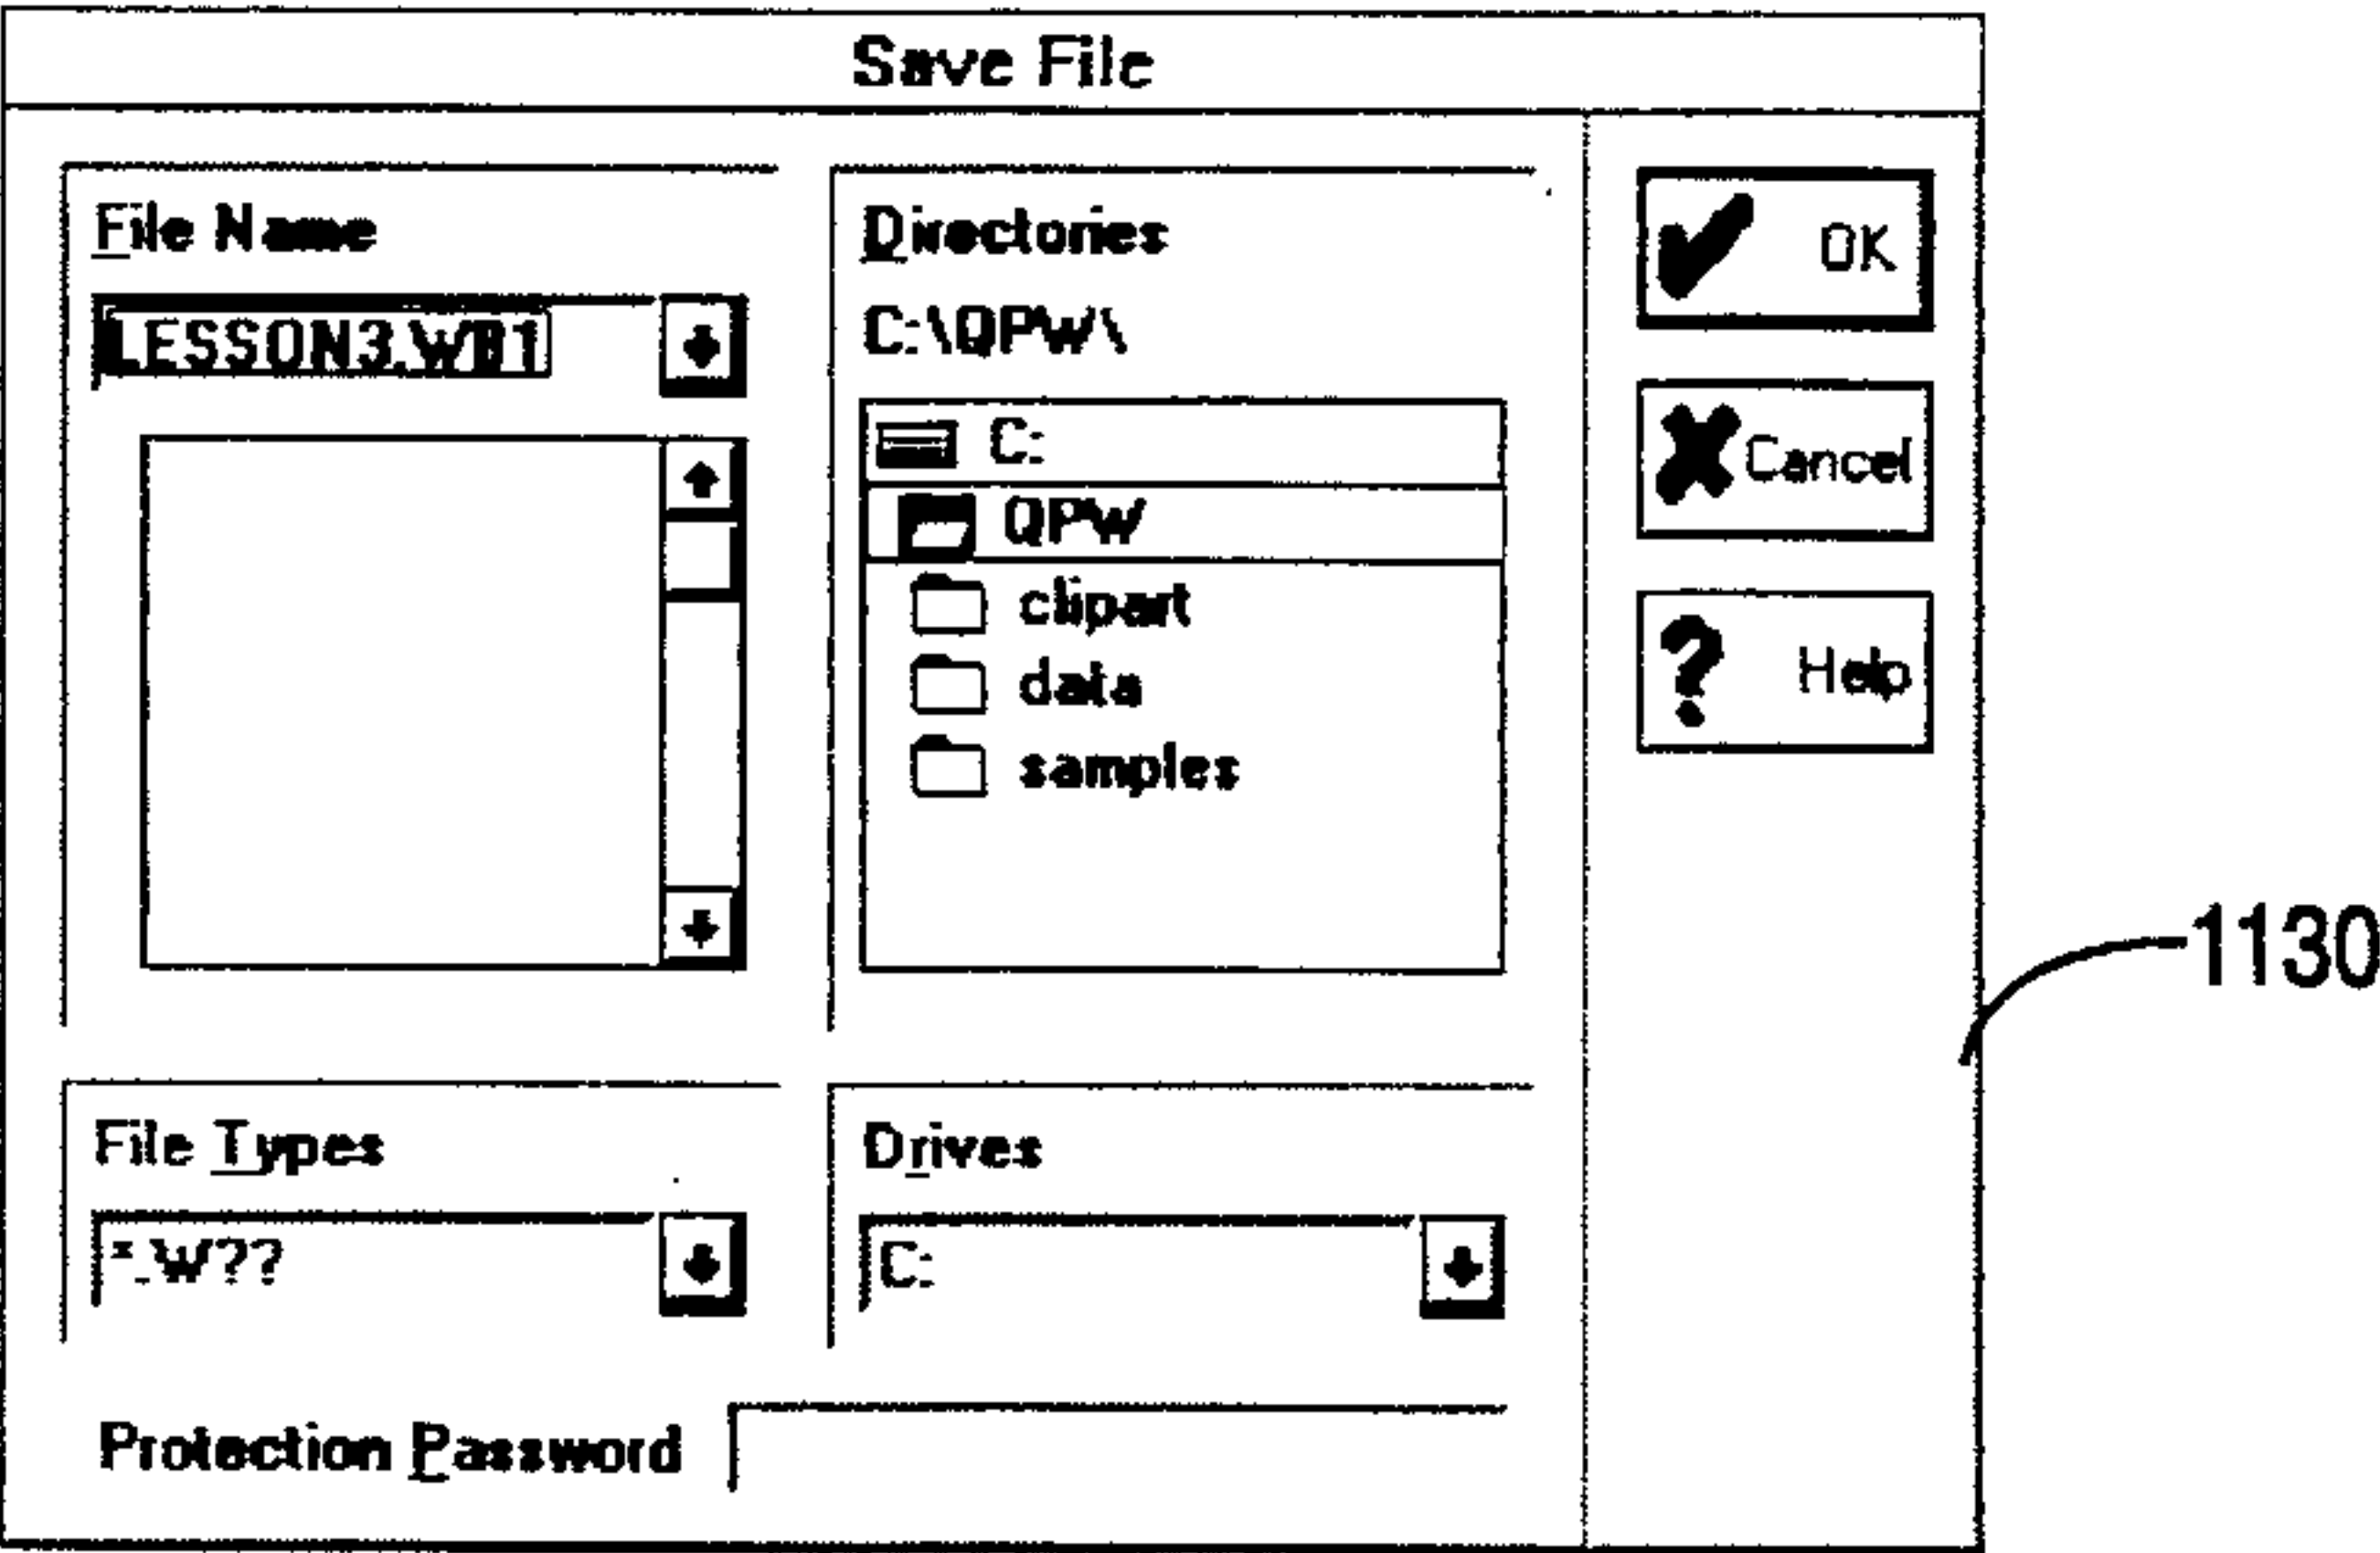 Save File
File Name
LESSON3.WB1
Directories
C:\QPW\
C:
QPW
clipart
data
samples
OK
Cancel
Help
1130
File Types
*.W??
Drives
C:
Protection Password